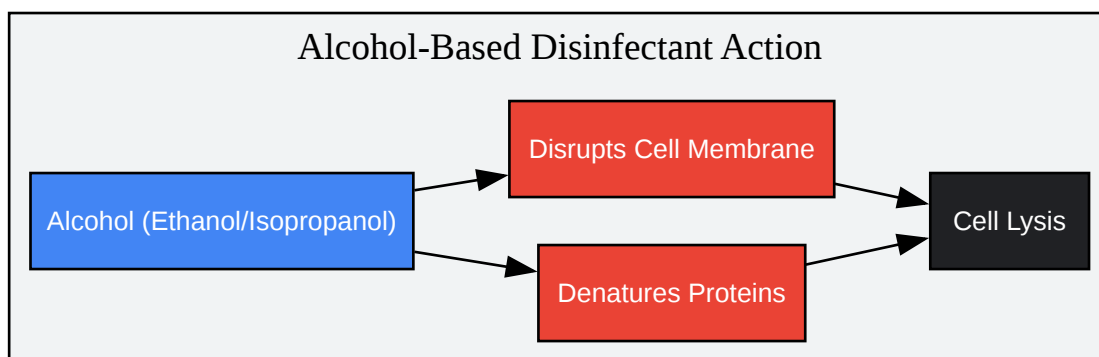 Alcohol-Based Disinfectant Action
Disrupts Cell Membrane
Alcohol (Ethanol/Isopropanol)
Cell Lysis
Denatures Proteins